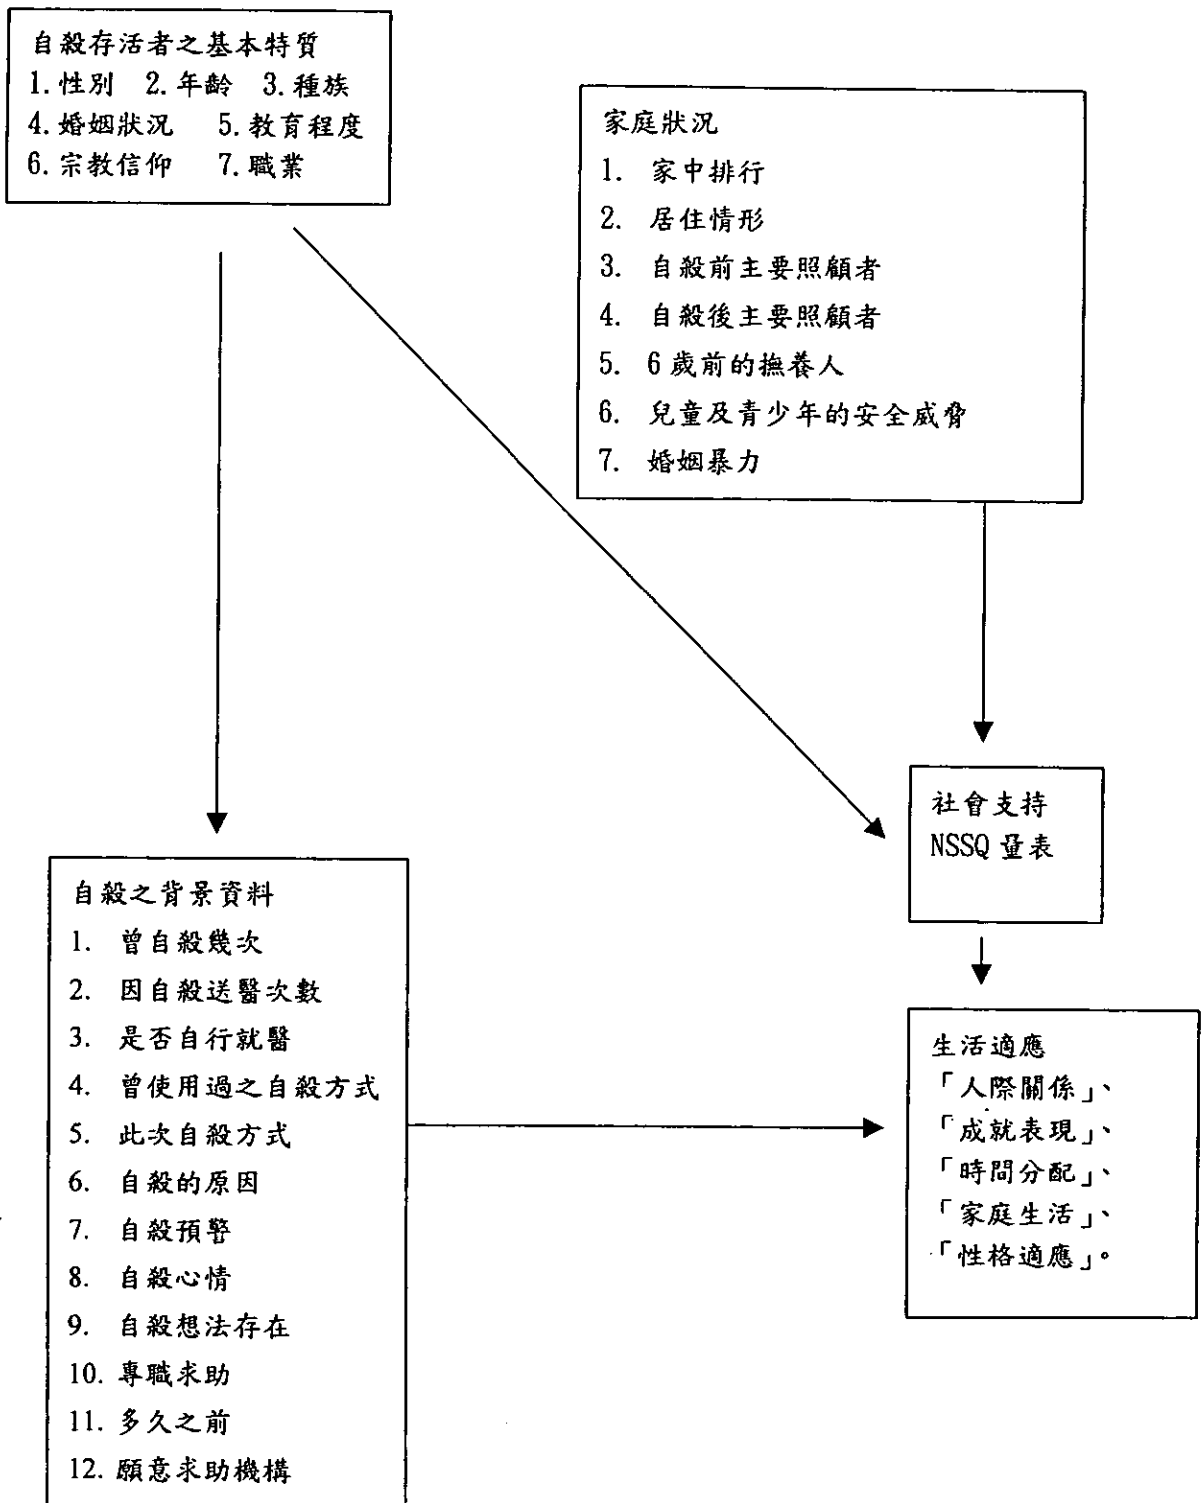 自殺存活者之基本特質
1. 性別 2. 年齡 3. 種族
4. 婚姻狀況 5. 教育程度
6. 宗教信仰 7. 職業
家庭狀況
1. 家中排行
2. 居住情形
3. 自殺前主要照顧者
4. 自殺後主要照顧者
5. 6 歲前的撫養人
6. 兒童及青少年的安全威脅
7. 婚姻暴力
社會支持
NSSQ 量表
自殺之背景資料
1. 曾自殺幾次
2. 因自殺送醫次數
3. 是否自行就醫
4. 曾使用過之自殺方式
5. 此次自殺方式
6. 自殺的原因
7. 自殺預警
8. 自殺心情
9. 自殺想法存在
10. 專職求助
11. 多久之前
12. 願意求助機構
生活適應
「人際關係」、
「成就表現」、
「時間分配」、
「家庭生活」、
「性格適應」。